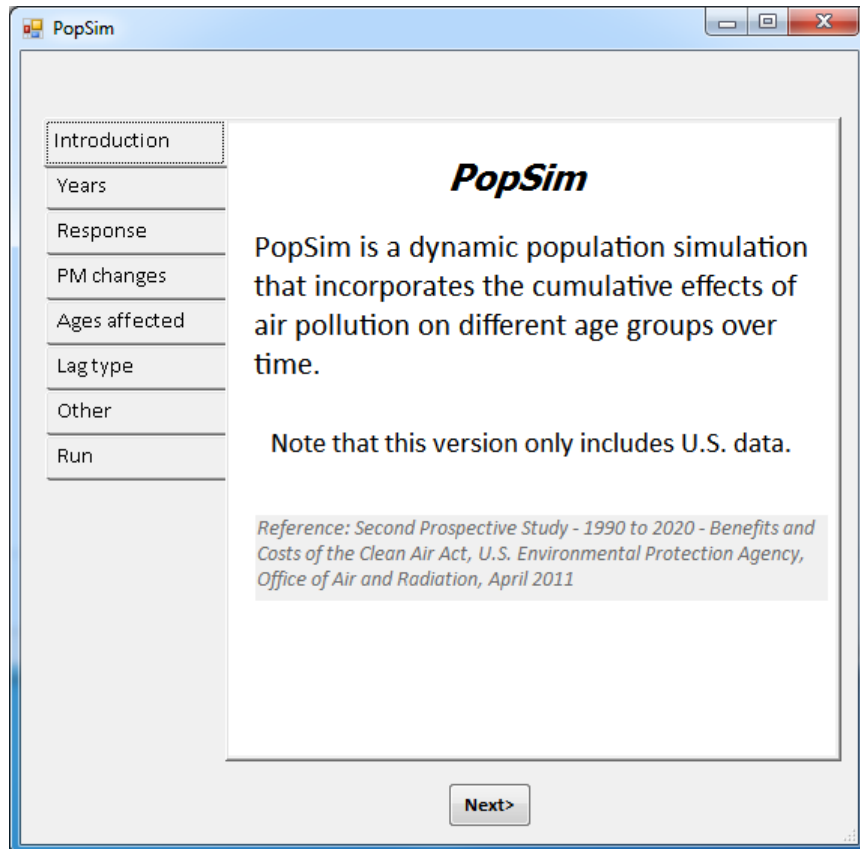 PopSim
Introduction
Years
Response
PM changes
Ages affected
Lag type
Other
Run
PopSim
PopSim is a dynamic population simulation
that incorporates the cumulative effects of
air pollution on different age groups over
time.
Note that this version only includes U.S. data.
Reference: Second Prospective Study - 1990 to 2020 - Benefits and
Costs of the Clean Air Act, U.S. Environmental Protection Agency,
Office of Air and Radiation, April 2011
Next>